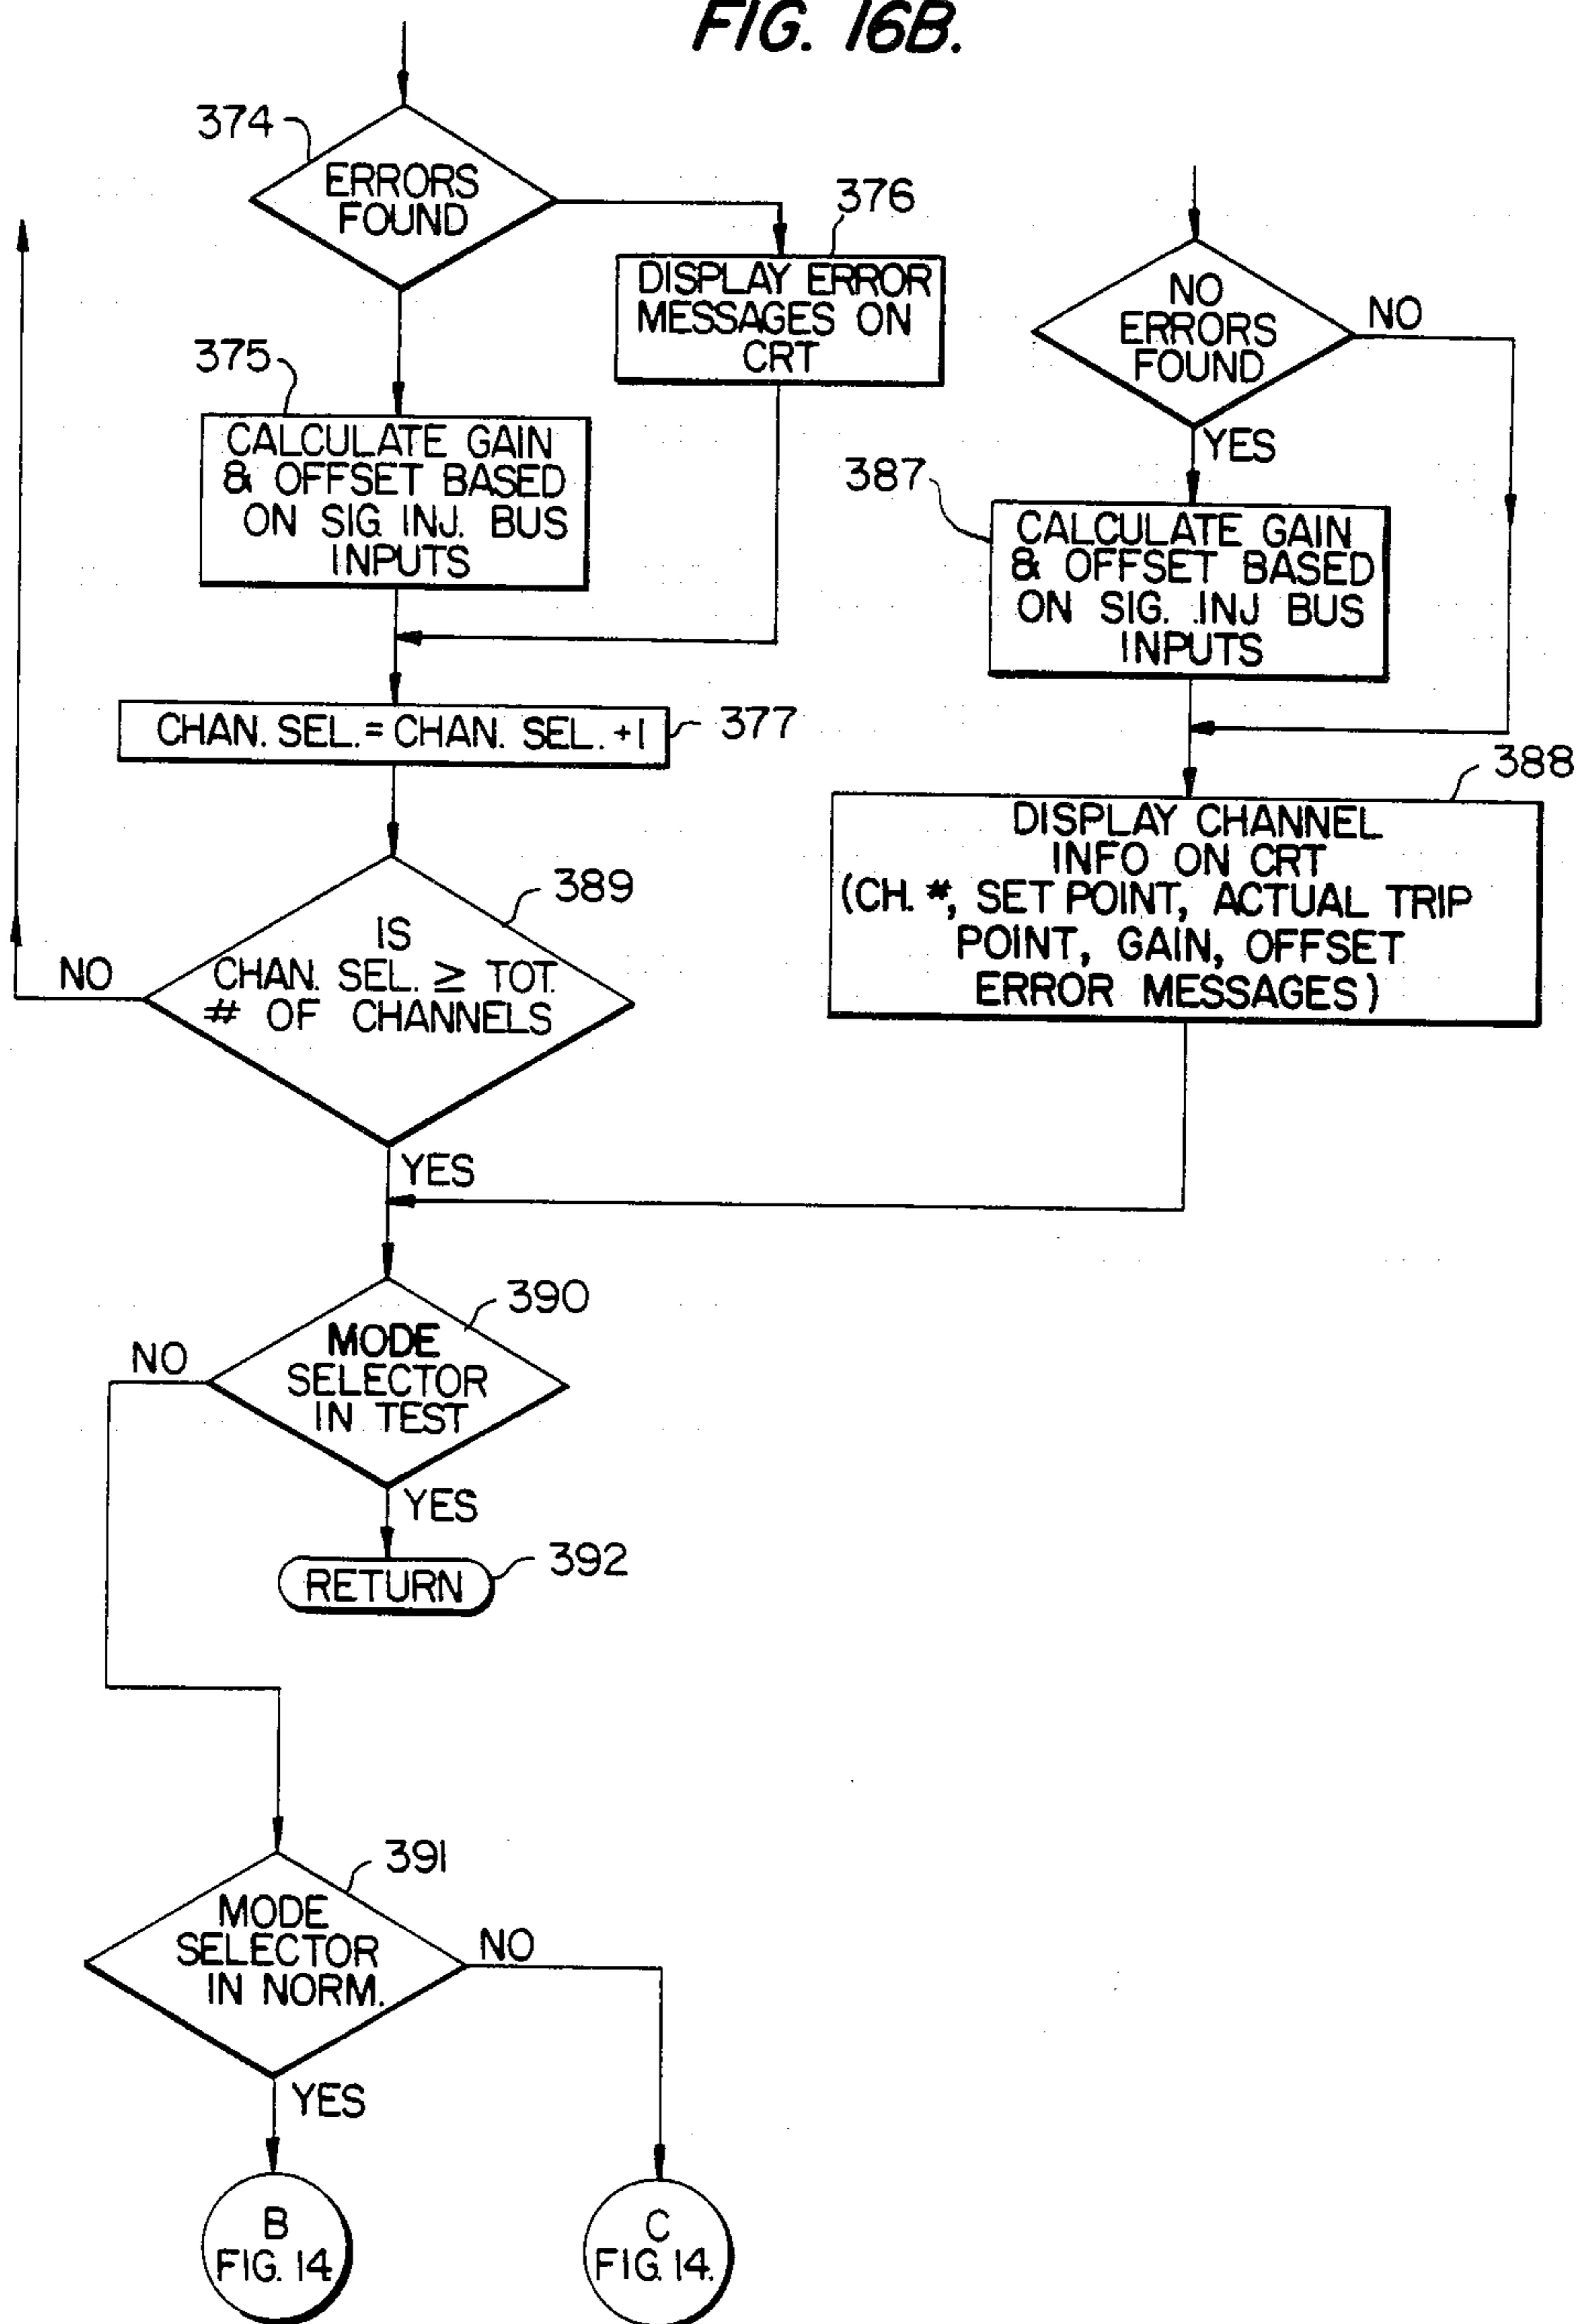 FIG. 16B.
374
ERRORS
FOUND
376
DISPLAY ERROR
MESSAGES ON
CRT
375
CALCULATE GAIN
& OFFSET BASED
ON SIG. INJ. BUS
INPUTS
377
CHAN. SEL. = CHAN. SEL. +1
389
IS
CHAN. SEL. ≥ TOT.
# OF CHANNELS
NO
YES
NO
ERRORS
FOUND
NO
YES
387
CALCULATE GAIN
& OFFSET BASED
ON SIG. .INJ BUS
INPUTS
388
DISPLAY CHANNEL
INFO ON CRT
(CH. *, SET POINT, ACTUAL TRIP
POINT, GAIN, OFFSET
ERROR MESSAGES)
390
MODE
SELECTOR
IN TEST
NO
YES
RETURN
392
391
MODE
SELECTOR
IN NORM.
NO
YES
B
FIG. 14
C
FIG. 14.